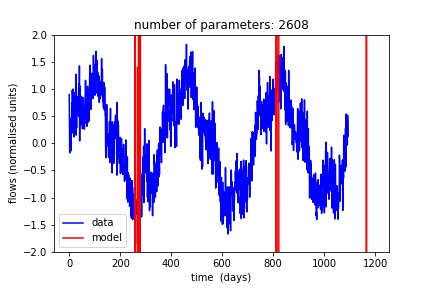 number of parameters: 2608
flows (normalised units)
2.0
1.5
1.0
0.5
0.0
−0.5
−1.0
−1.5
−2.0
data
model
0 200 400 600 800 1000 1200
time (days)